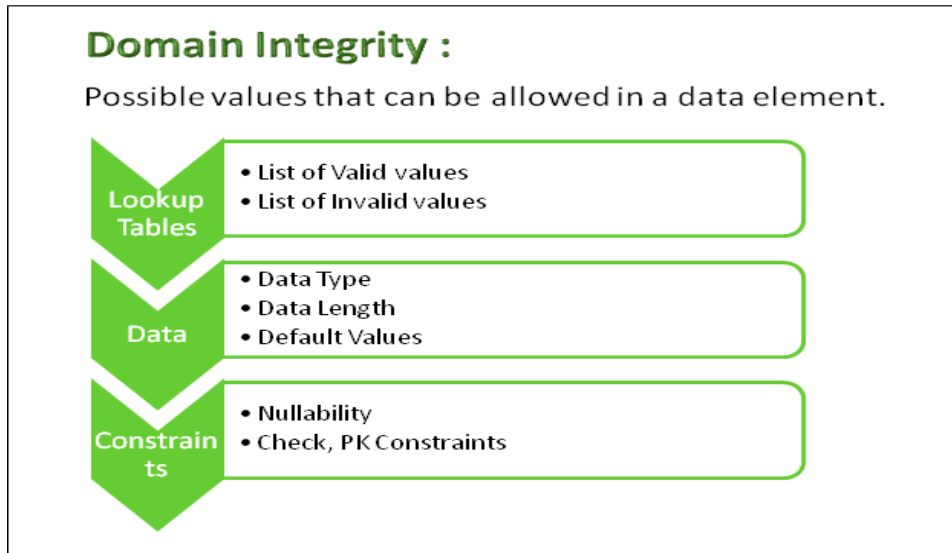 Domain Integrity :
Possible values that can be allowed in a data element.
Lookup
Tables
• List of Valid values
• List of Invalid values
Data
• Data Type
• Data Length
• Default Values
Constrain
ts
• Nullability
• Check, PK Constraints